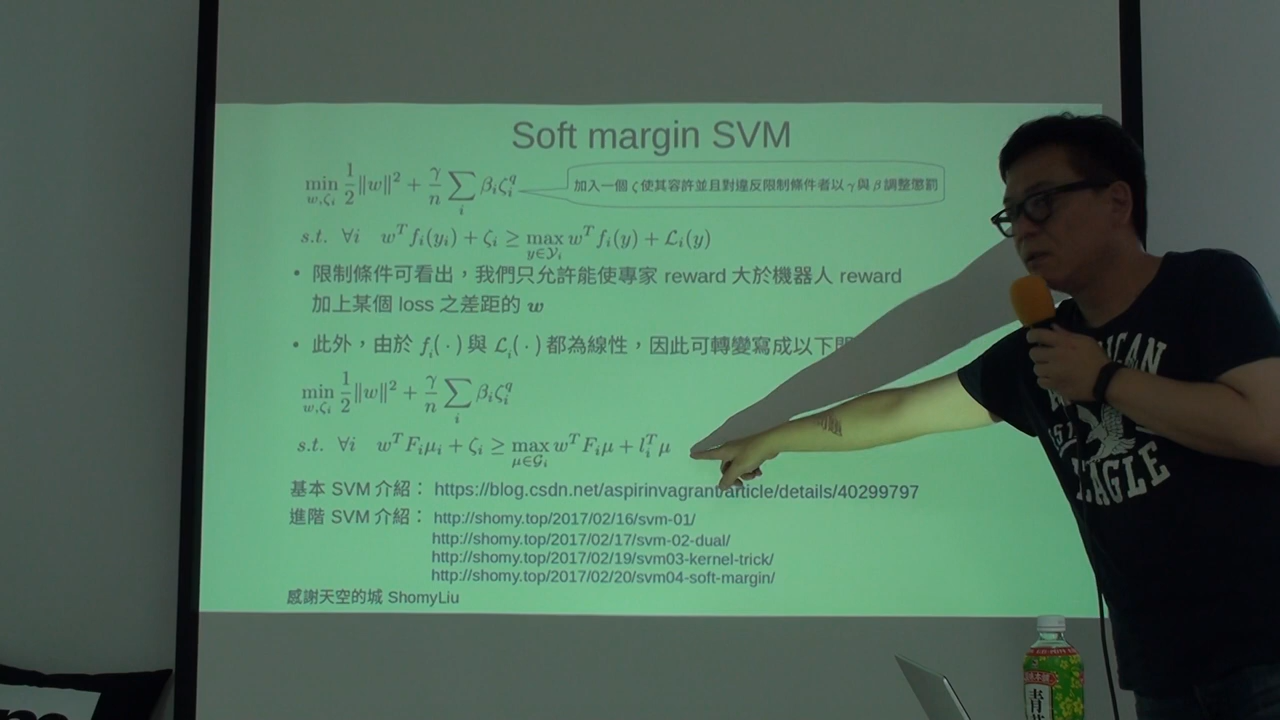 Soft margin SVM
min_{w,ζ_i} 1/2 ‖w‖² + γ/n ∑_i β_i ζ_i^q
加入一個 ζ 使其容許並且對違反限制條件者以 γ 與 β 調整懲罰
s.t. ∀i w^T f_i(y_i) + ζ_i ≥ max_{y∈𝒴_i} w^T f_i(y) + ℒ_i(y)
• 限制條件可看出，我們只允許能使專家 reward 大於機器人 reward
加上某個 loss 之差距的 w
• 此外，由於 f_i( · ) 與 ℒ_i( · ) 都為線性，因此可轉變寫成以下問
min_{w,ζ_i} 1/2 ‖w‖² + γ/n ∑_i β_i ζ_i^q
s.t. ∀i w^T F_i μ_i + ζ_i ≥ max_{μ∈𝒢_i} w^T F_i μ + l_i^T μ
基本 SVM 介紹： https://blog.csdn.net/aspirinvagrant/article/details/40299797
進階 SVM 介紹： http://shomy.top/2017/02/16/svm-01/
http://shomy.top/2017/02/17/svm-02-dual/
http://shomy.top/2017/02/19/svm03-kernel-trick/
http://shomy.top/2017/02/20/svm04-soft-margin/
感謝天空的城 ShomyLiu
EAGLE